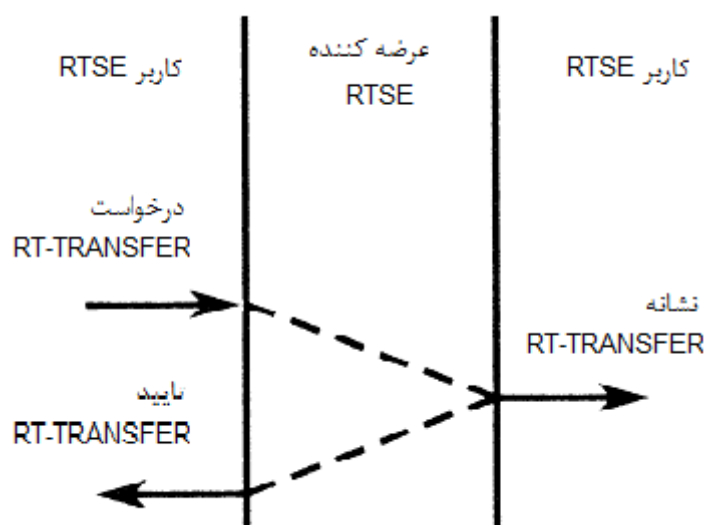 کاربر RTSE
عرضه کننده
RTSE
کاربر RTSE
درخواست
RT-TRANSFER
نشانه
RT-TRANSFER
تایید
RT-TRANSFER